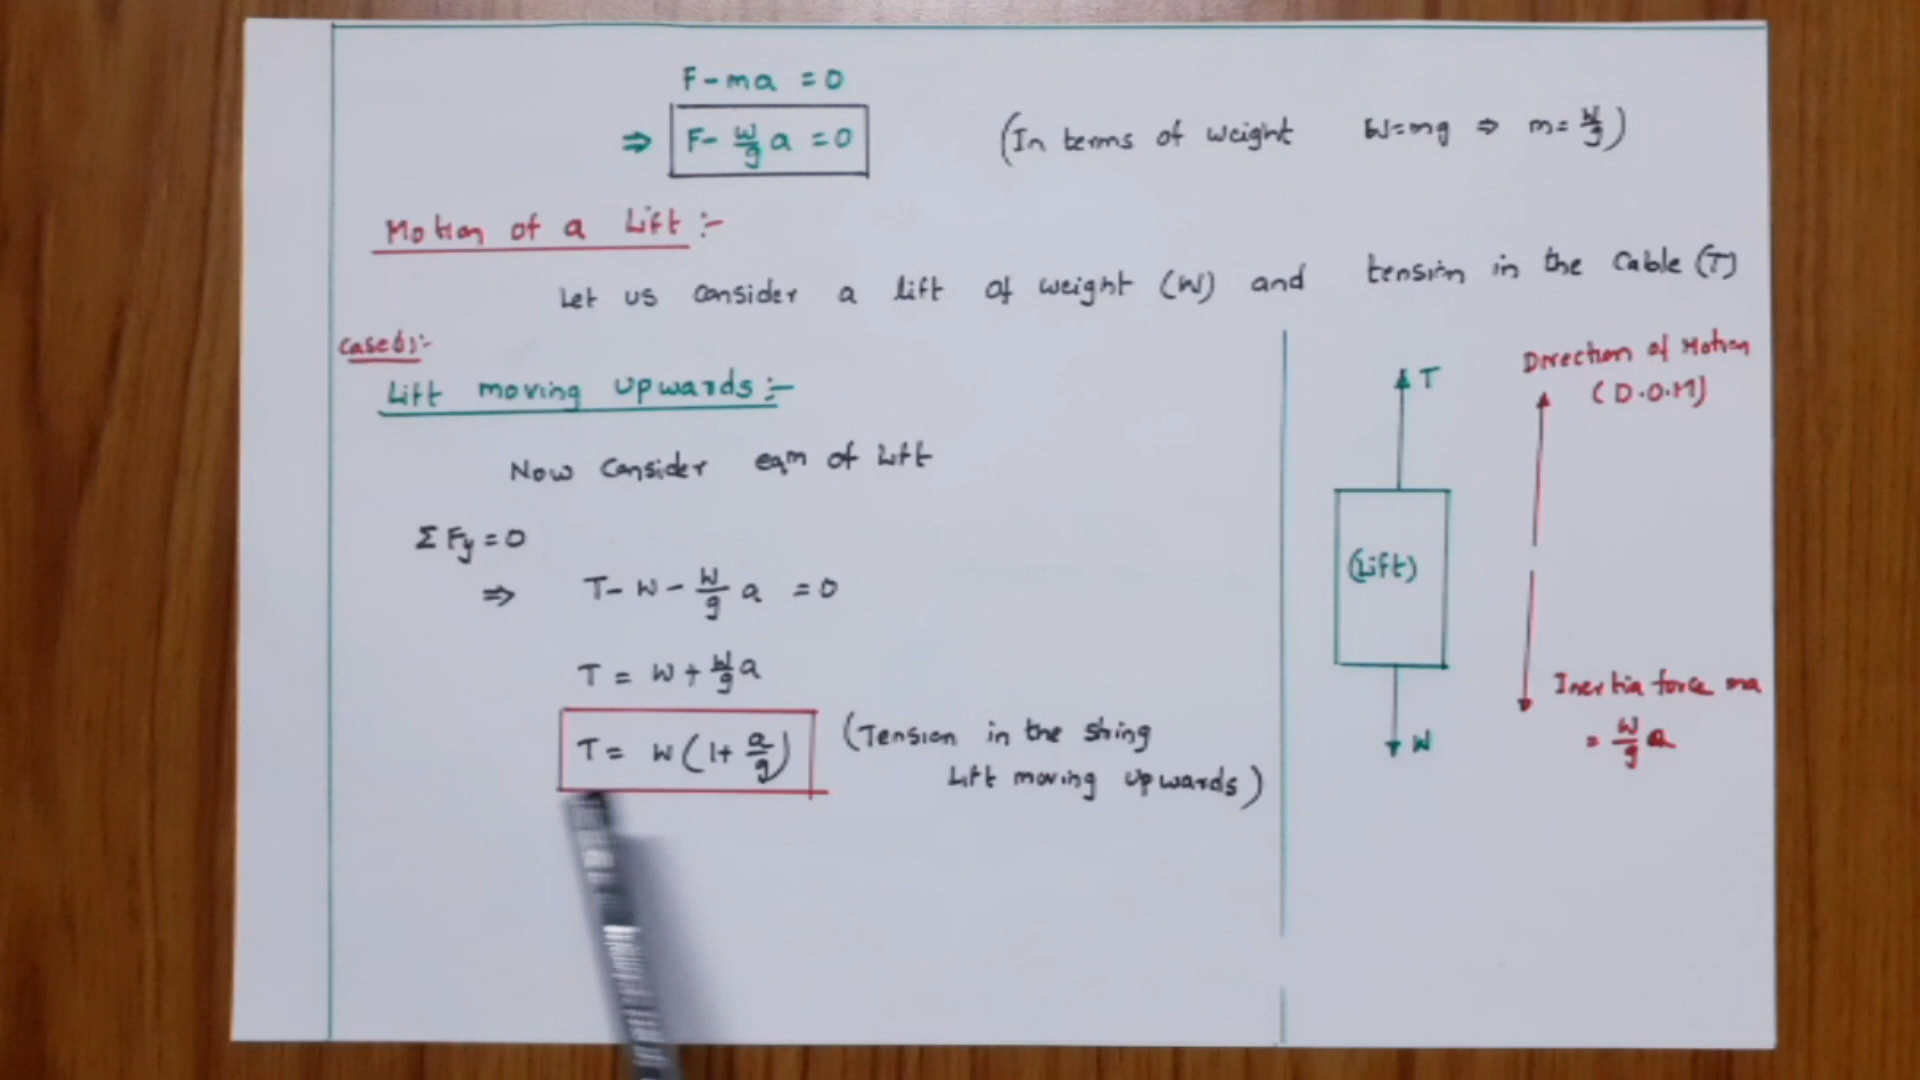 F - ma = 0
⇒ F - W/g a = 0 (In terms of weight W = mg ⇒ m = W/g)
Motion of a Lift :-
Let us consider a lift of weight (W) and tension in the Cable (T)
case(i):-
Lift moving upwards :-
Now Consider eqm of Lift
Σ Fy = 0
⇒ T - W - W/g a = 0
T = W + W/g a
T = W (1 + a/g) (Tension in the string
Lift moving upwards)
T
Direction of Motion
(D.O.M)
(Lift)
W
Inertia force ma
= W/g a